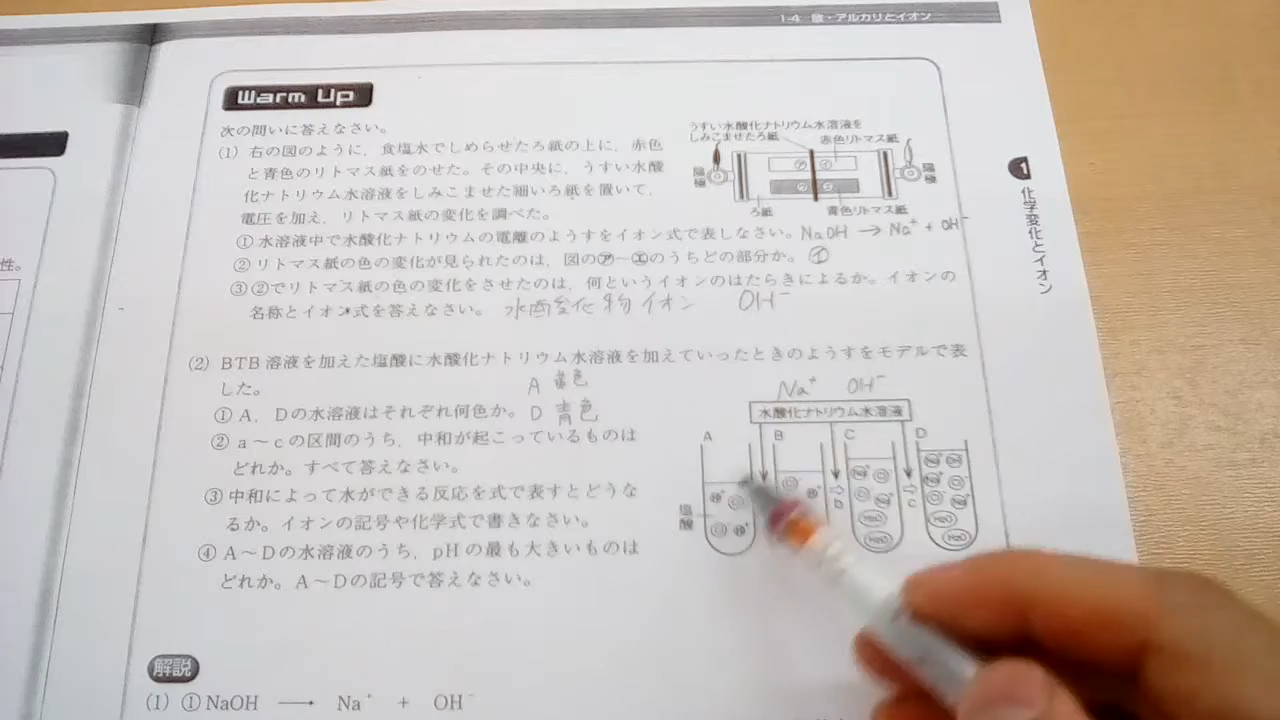 1-4 酸・アルカリとイオン
Warm Up
次の問いに答えなさい。
(1) 右の図のように，食塩水でしめらせたろ紙の上に，赤色
と青色のリトマス紙をのせた。その中央に，うすい水酸
化ナトリウム水溶液をしみこませた細いろ紙を置いて，
電圧を加え，リトマス紙の変化を調べた。
うすい水酸化ナトリウム水溶液を
しみこませたろ紙
赤色リトマス紙
陽極
㋐ ㋑
㋒ ㋓
陰極
ろ紙
青色リトマス紙
① 水溶液中で水酸化ナトリウムの電離のようすをイオン式で表しなさい。 NaOH → Na⁺ + OH⁻
② リトマス紙の色の変化が見られたのは，図の㋐～㋓のうちどの部分か。 ㋑
③ ②でリトマス紙の色の変化をさせたのは，何というイオンのはたらきによるか。イオンの
名称とイオン式を答えなさい。 水酸化物イオン OH⁻
(2) BTB 溶液を加えた塩酸に水酸化ナトリウム水溶液を加えていったときのようすをモデルで表
した。 A 黄色
① A，Dの水溶液はそれぞれ何色か。 D 青色
② a～cの区間のうち，中和が起こっているものは
どれか。すべて答えなさい。
③ 中和によって水ができる反応を式で表すとどうな
るか。イオンの記号や化学式で書きなさい。
④ A～Dの水溶液のうち，pHの最も大きいものは
どれか。A～Dの記号で答えなさい。
Na⁺ OH⁻
水酸化ナトリウム水溶液
A B C D
塩酸
b c
H₂O H₂O
H₂O H₂O
1
化学変化とイオン
性。
解説
(1) ① NaOH ⟶ Na⁺ + OH⁻